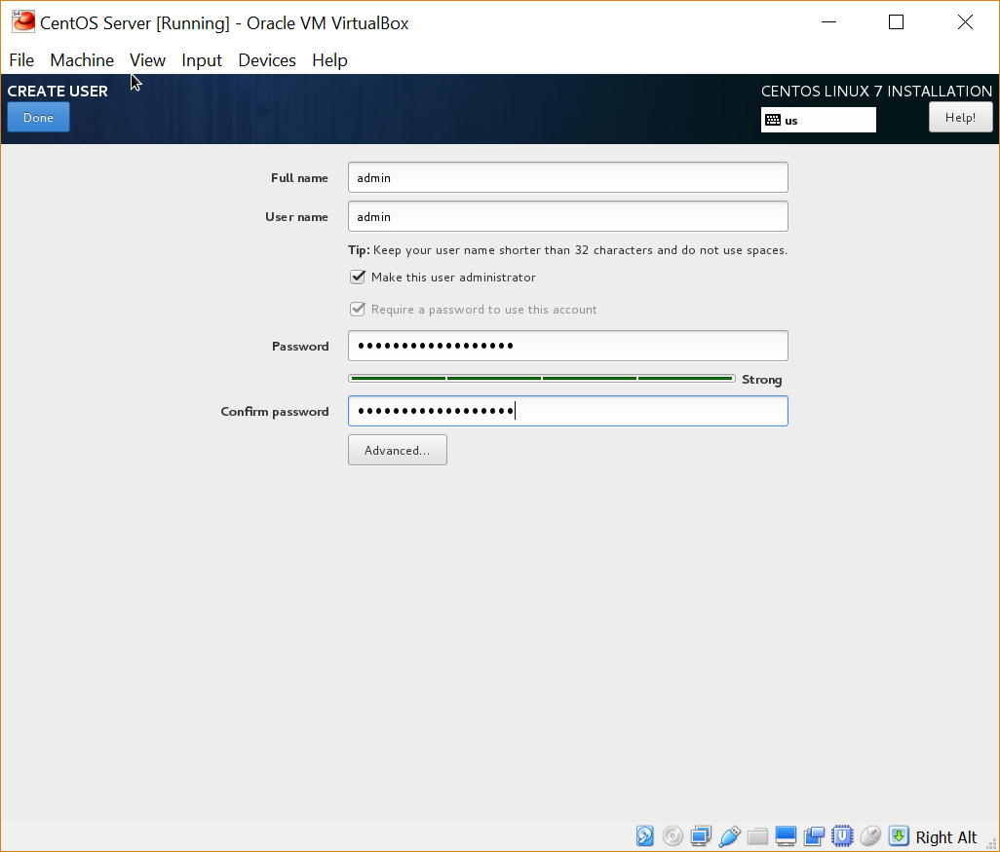 CentOS Server [Running] - Oracle VM VirtualBox
File Machine View Input Devices Help
CREATE USER
CENTOS LINUX 7 INSTALLATION
Done
us
Help!
Full name
admin
User name
admin
Tip: Keep your user name shorter than 32 characters and do not use spaces.
Make this user administrator
Require a password to use this account
Password
••••••••••••••••••
Strong
Confirm password
••••••••••••••••••
Advanced...
Right Alt